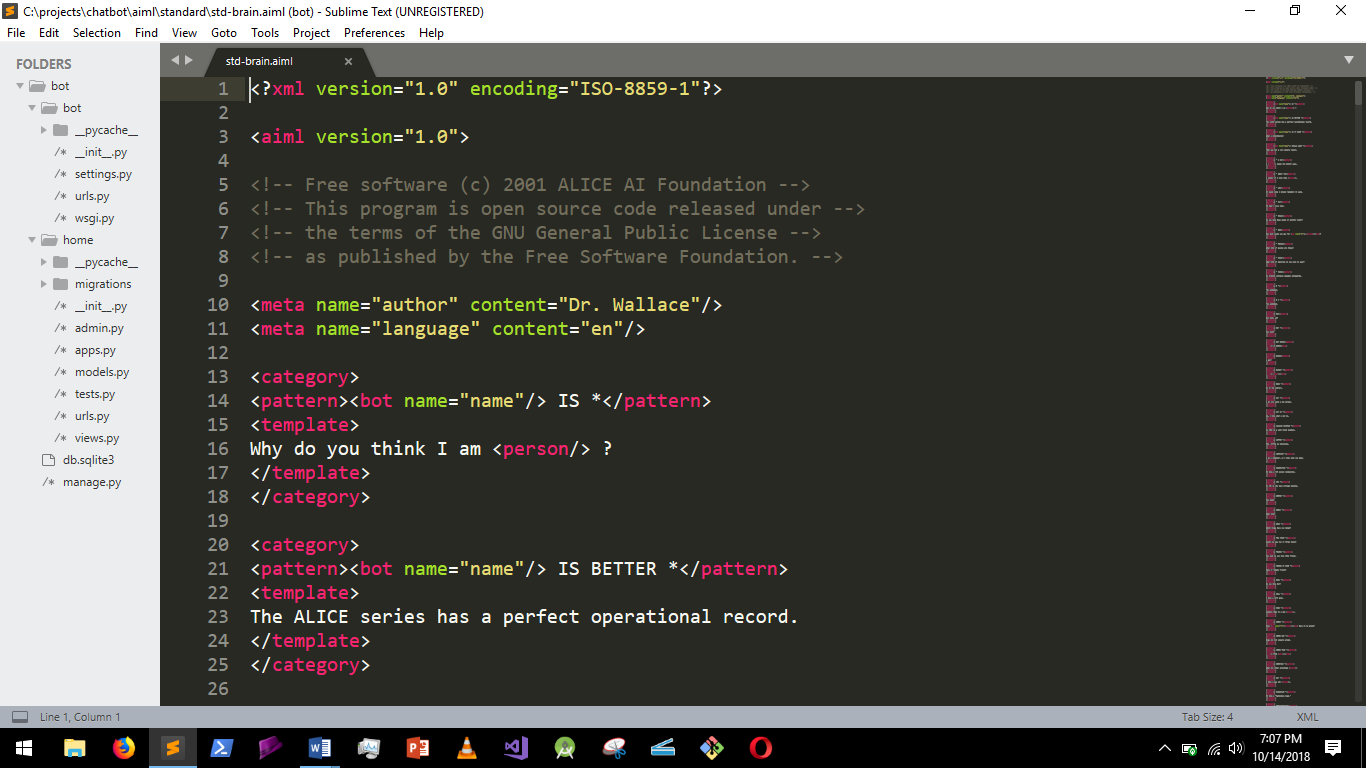 C:\projects\chatbot\aiml\standard\std-brain.aiml (bot) - Sublime Text (UNREGISTERED)
File Edit Selection Find View Goto Tools Project Preferences Help
FOLDERS
bot
bot
__pycache__
/* __init__.py
/* settings.py
/* urls.py
/* wsgi.py
home
__pycache__
migrations
/* __init__.py
/* admin.py
/* apps.py
/* models.py
/* tests.py
/* urls.py
/* views.py
db.sqlite3
/* manage.py
std-brain.aiml
1 <?xml version="1.0" encoding="ISO-8859-1"?>
2
3 <aiml version="1.0">
4
5 <!-- Free software (c) 2001 ALICE AI Foundation -->
6 <!-- This program is open source code released under -->
7 <!-- the terms of the GNU General Public License -->
8 <!-- as published by the Free Software Foundation. -->
9
10 <meta name="author" content="Dr. Wallace"/>
11 <meta name="language" content="en"/>
12
13 <category>
14 <pattern><bot name="name"/> IS *</pattern>
15 <template>
16 Why do you think I am <person/> ?
17 </template>
18 </category>
19
20 <category>
21 <pattern><bot name="name"/> IS BETTER *</pattern>
22 <template>
23 The ALICE series has a perfect operational record.
24 </template>
25 </category>
26
Line 1, Column 1
Tab Size: 4
XML
7:07 PM
10/14/2018